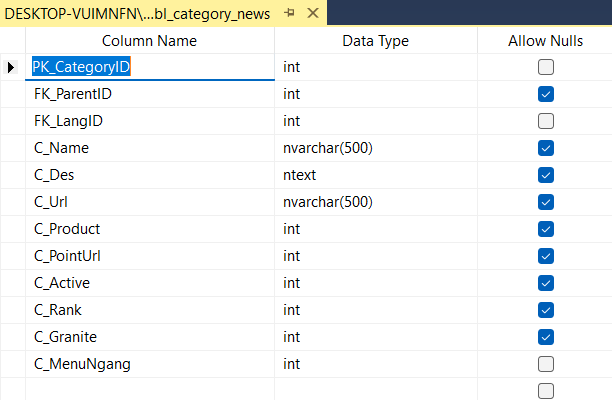 DESKTOP-VUIMNFN\...bl_category_news
Column Name Data Type Allow Nulls
PK_CategoryID int
FK_ParentID int
FK_LangID int
C_Name nvarchar(500)
C_Des ntext
C_Url nvarchar(500)
C_Product int
C_PointUrl int
C_Active int
C_Rank int
C_Granite int
C_MenuNgang int